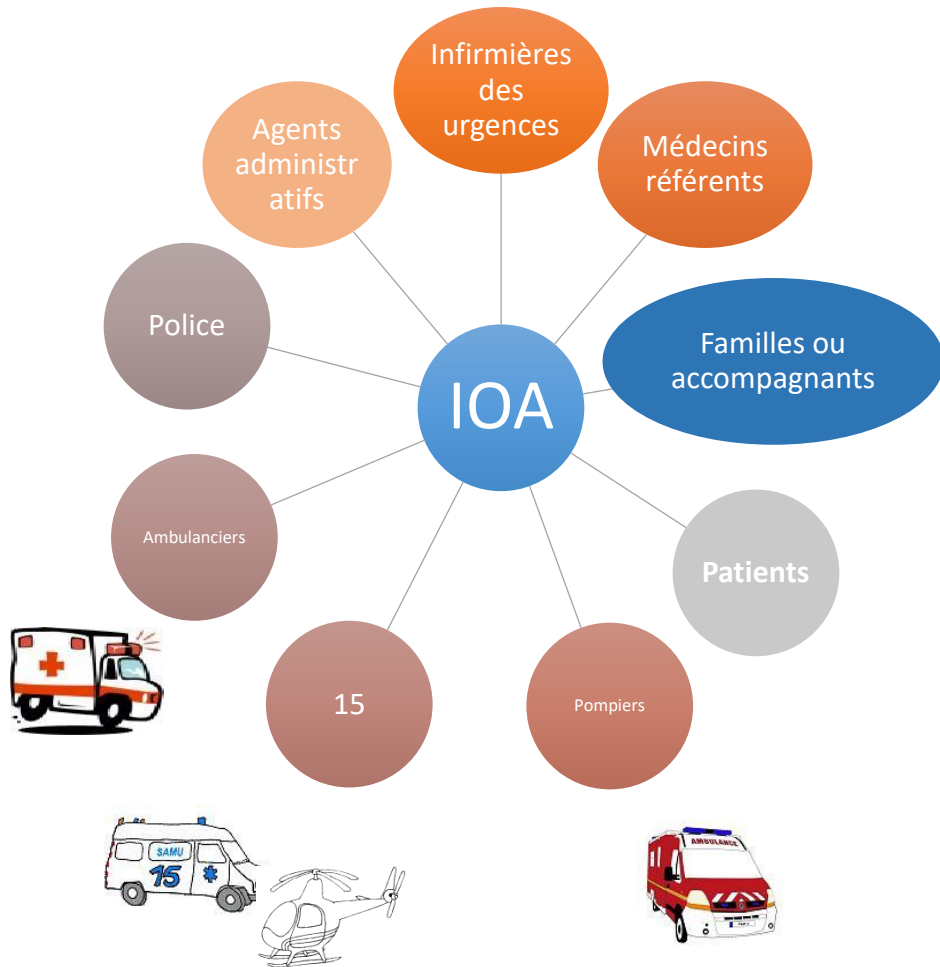 Infirmières
des
urgences
Agents
administr
atifs
Médecins
référents
Police
Familles ou
accompagnants
IOA
Ambulanciers
Patients
15
Pompiers
SAMU
15
AMBULANCE